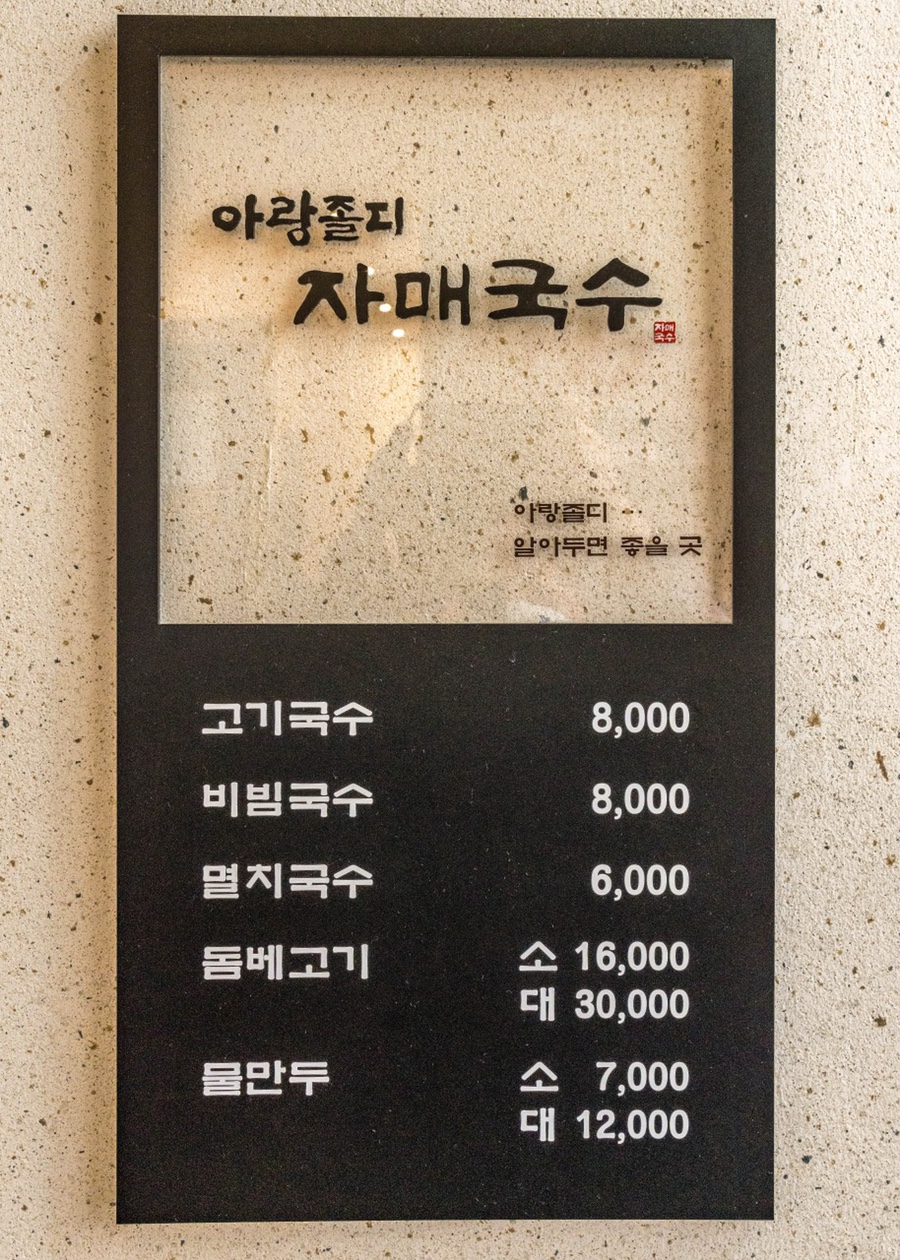 아랑졸디
자매국수
자매
국수
아랑졸디 ...
알아두면 좋을 곳
고기국수 8,000
비빔국수 8,000
멸치국수 6,000
돔베고기 소 16,000
대 30,000
물만두 소 7,000
대 12,000